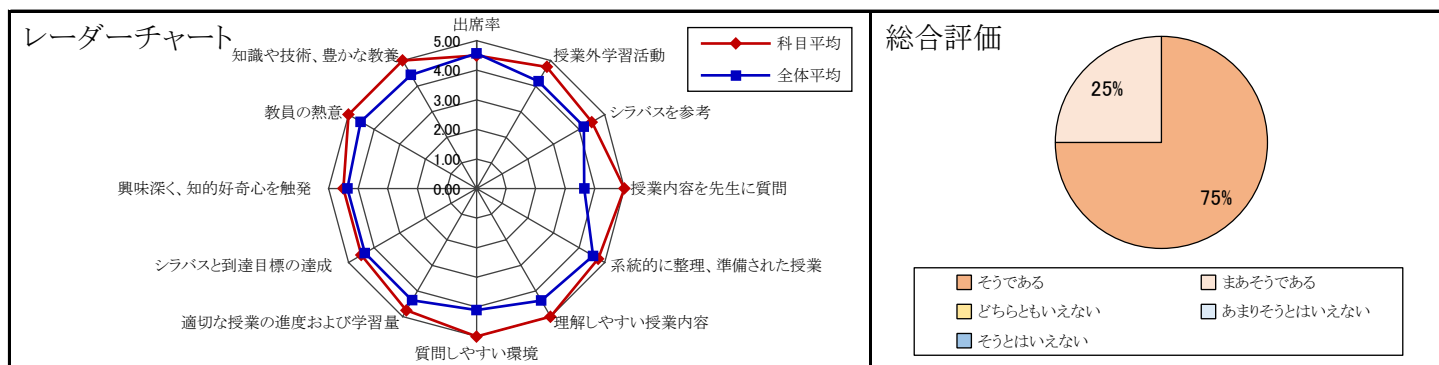 レーダーチャート
出席率
授業外学習活動
シラバスを参考
授業内容を先生に質問
系統的に整理、準備された授業
理解しやすい授業内容
質問しやすい環境
適切な授業の進度および学習量
シラバスと到達目標の達成
興味深く、知的好奇心を触発
教員の熱意
知識や技術、豊かな教養
5.00
4.00
3.00
2.00
1.00
0.00
科目平均
全体平均
総合評価
25%
75%
そうである
まあそうである
どちらともいえない
あまりそうとはいえない
そうとはいえない